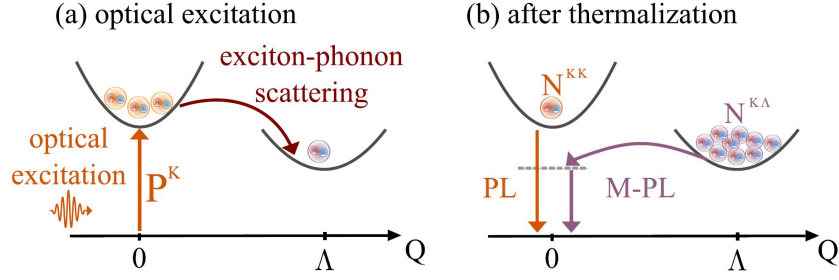 (a) optical excitation
exciton-phonon
scattering
optical
excitation
P^K
0
Λ
Q
(b) after thermalization
N^KK
N^KΛ
PL
M-PL
0
Λ
Q